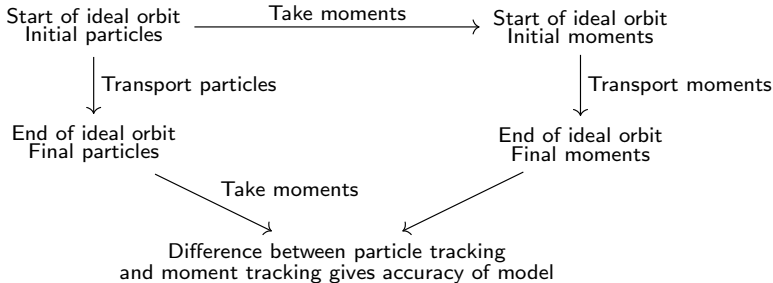 Start of ideal orbit
Initial particles
Take moments
Start of ideal orbit
Initial moments
Transport particles
Transport moments
End of ideal orbit
Final particles
End of ideal orbit
Final moments
Take moments
Difference between particle tracking
and moment tracking gives accuracy of model